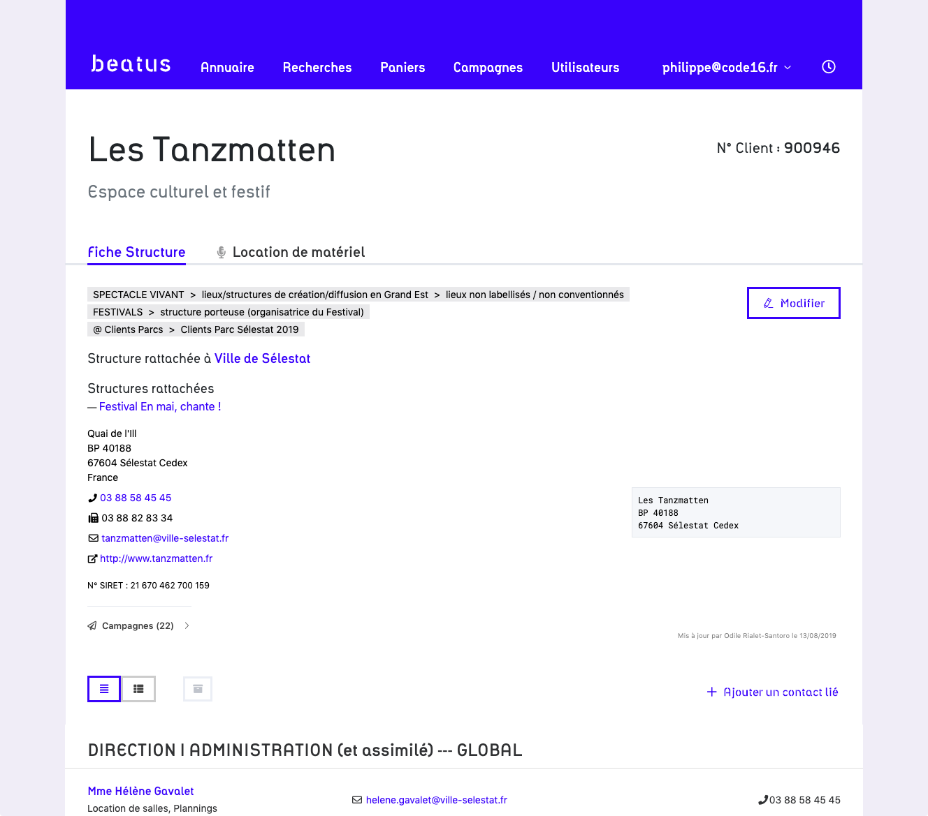 beatus
Annuaire Recherches Paniers Campagnes Utilisateurs philippe@code16.fr
Les Tanzmatten
N° Client : 900946
Espace culturel et festif
Fiche Structure Location de matériel
SPECTACLE VIVANT > lieux/structures de création/diffusion en Grand Est > lieux non labellisés / non conventionnés
FESTIVALS > structure porteuse (organisatrice du Festival)
@ Clients Parcs > Clients Parc Sélestat 2019
Modifier
Structure rattachée à Ville de Sélestat
Structures rattachées
— Festival En mai, chante !
Quai de l'Ill
BP 40188
67604 Sélestat Cedex
France
03 88 58 45 45
03 88 82 83 34
tanzmatten@ville-selestat.fr
http://www.tanzmatten.fr
Les Tanzmatten
BP 40188
67604 Sélestat Cedex
N° SIRET : 21 670 462 700 159
Campagnes (22)
Mis à jour par Odile Rialet-Santoro le 13/08/2019
+ Ajouter un contact lié
DIRECTION I ADMINISTRATION (et assimilé) --- GLOBAL
Mme Hélène Gavalet
Location de salles, Plannings
helene.gavalet@ville-selestat.fr
03 88 58 45 45